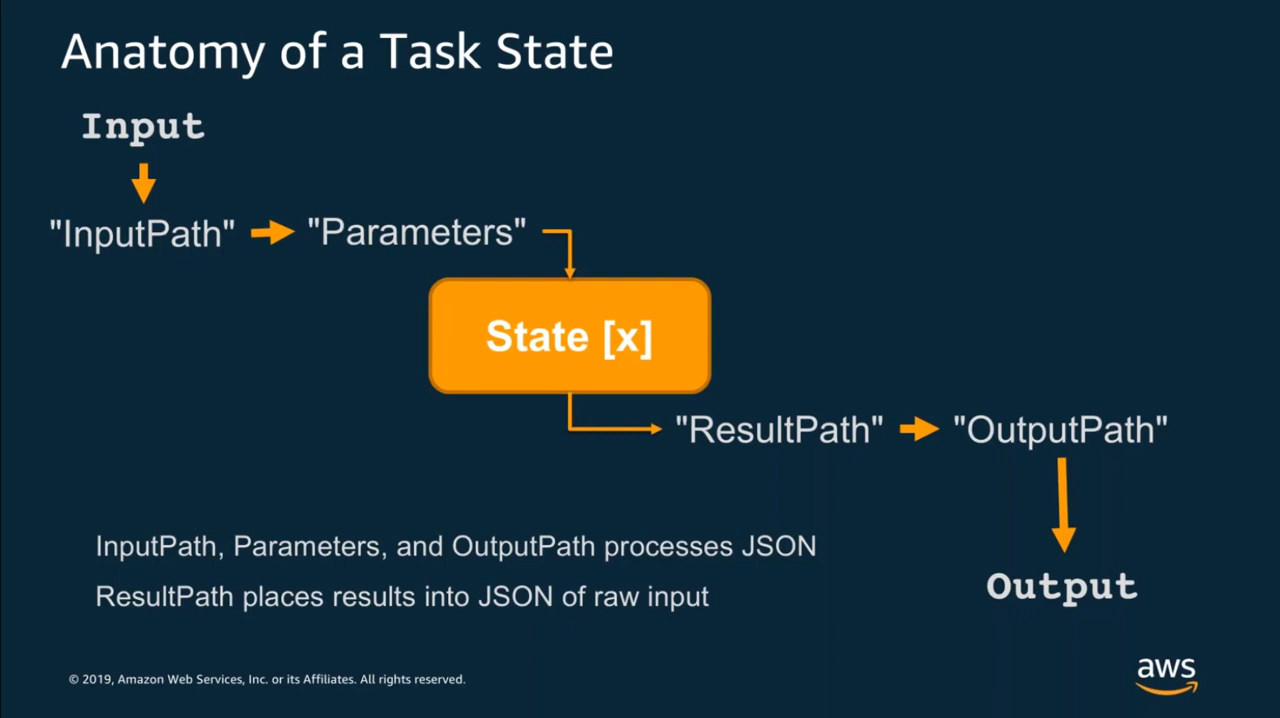 Anatomy of a Task State
Input
"InputPath"
"Parameters"
State [x]
"ResultPath"
"OutputPath"
InputPath, Parameters, and OutputPath processes JSON
ResultPath places results into JSON of raw input
Output
© 2019, Amazon Web Services, Inc. or its Affiliates. All rights reserved.
aws